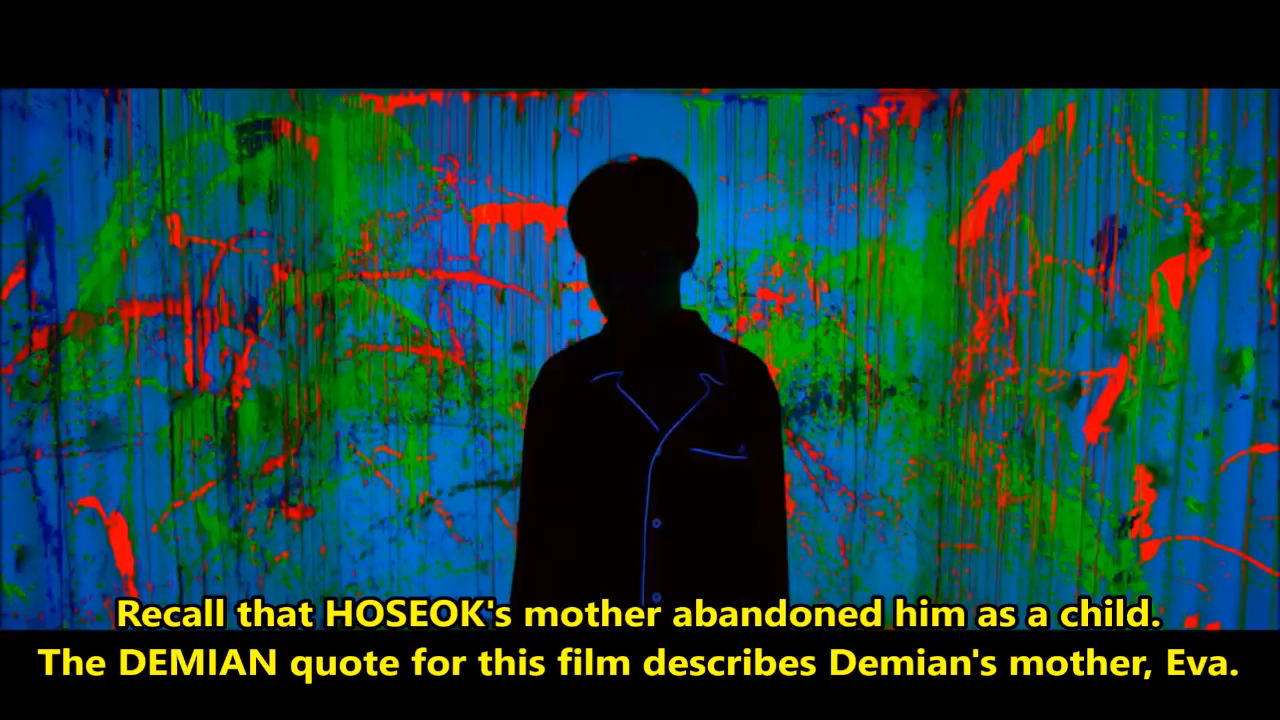 Recall that HOSEOK's mother abandoned him as a child.
The DEMIAN quote for this film describes Demian's mother, Eva.